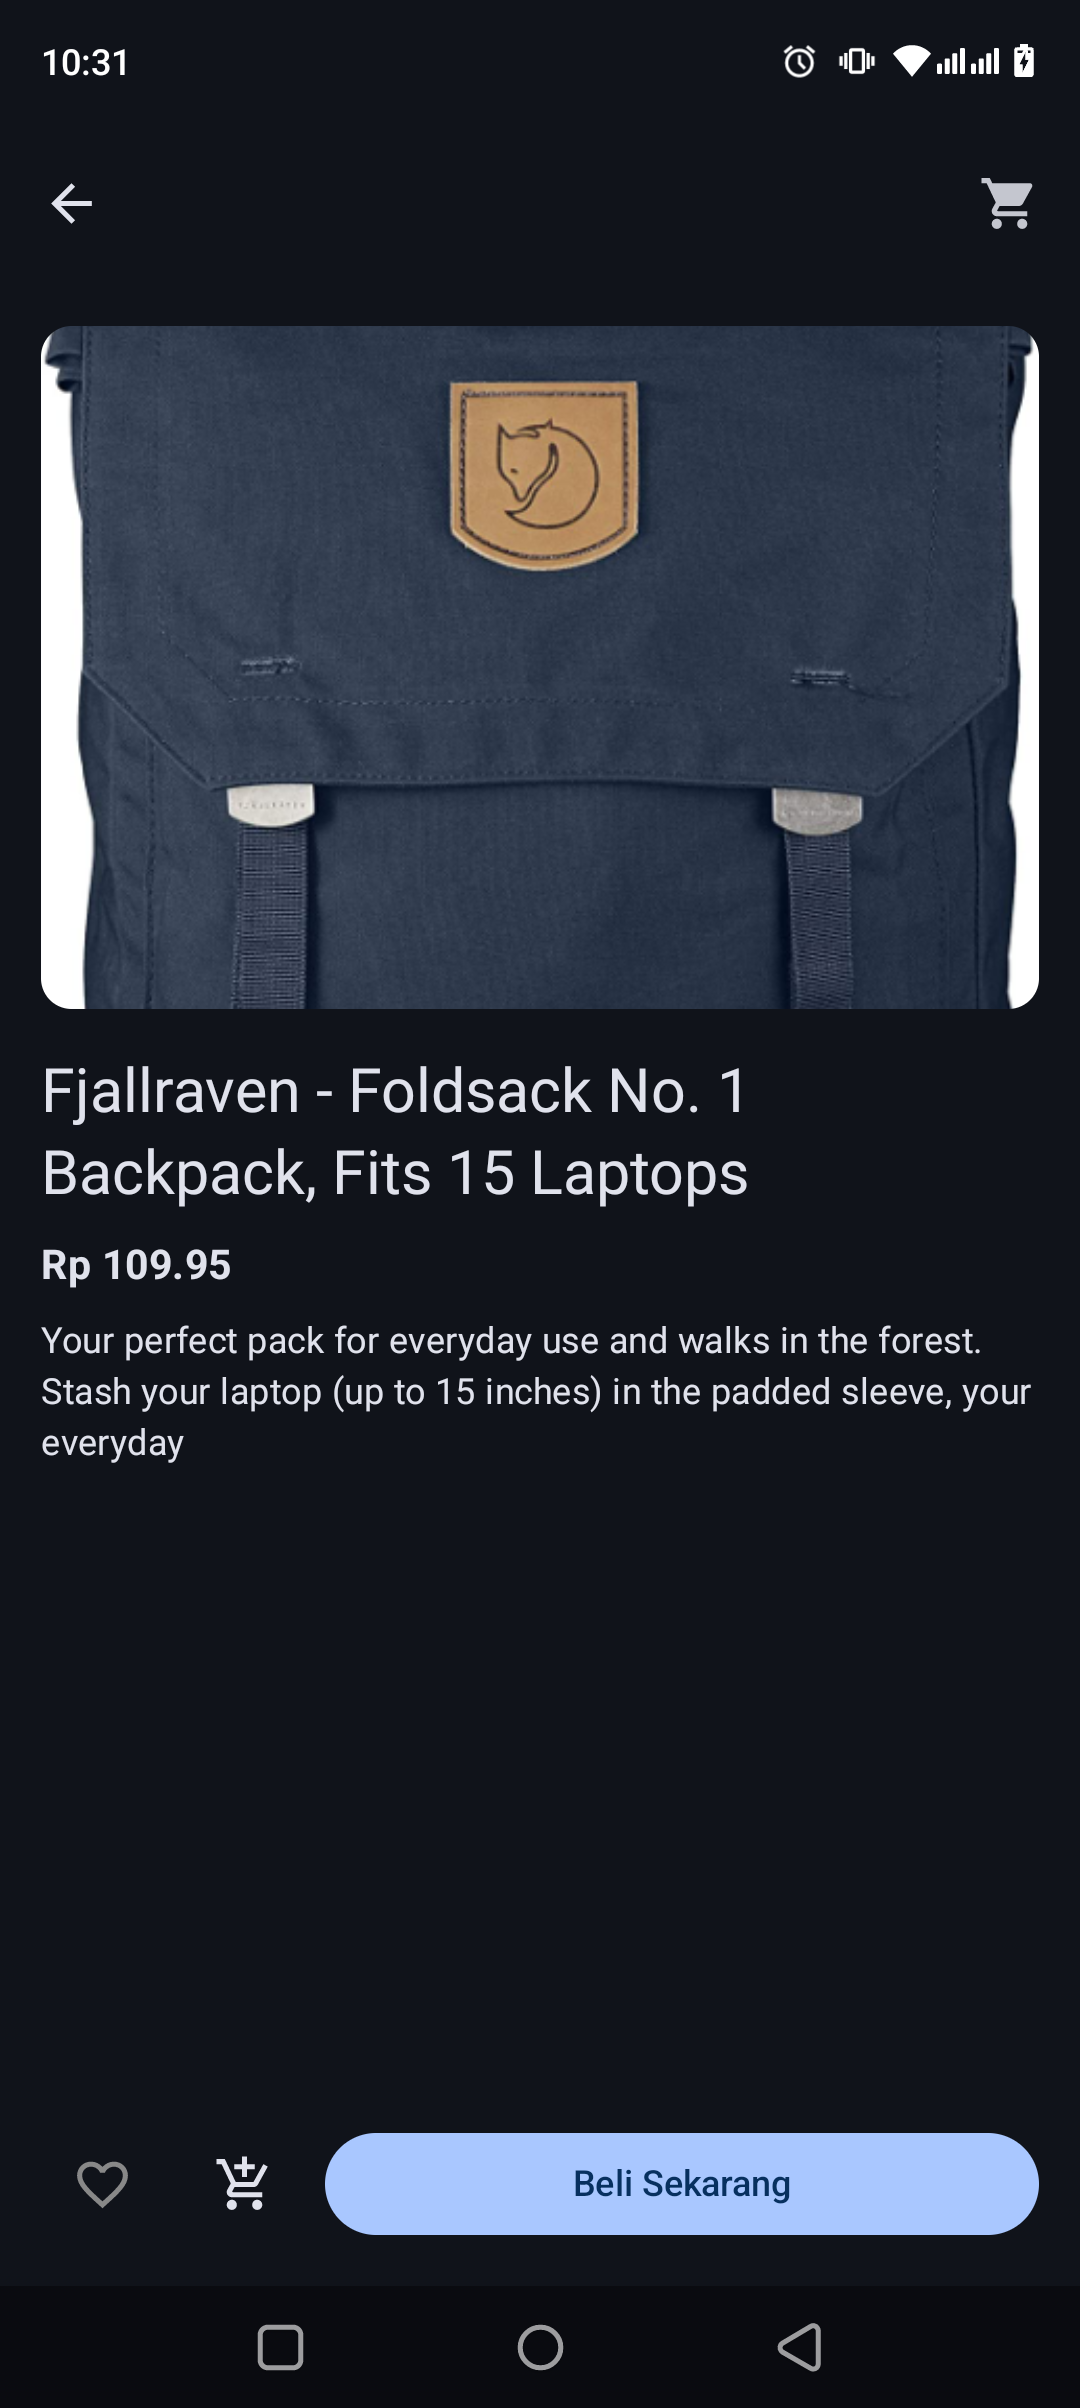 10:31
Fjallraven - Foldsack No. 1
Backpack, Fits 15 Laptops
Rp 109.95
Your perfect pack for everyday use and walks in the forest.
Stash your laptop (up to 15 inches) in the padded sleeve, your
everyday
Beli Sekarang